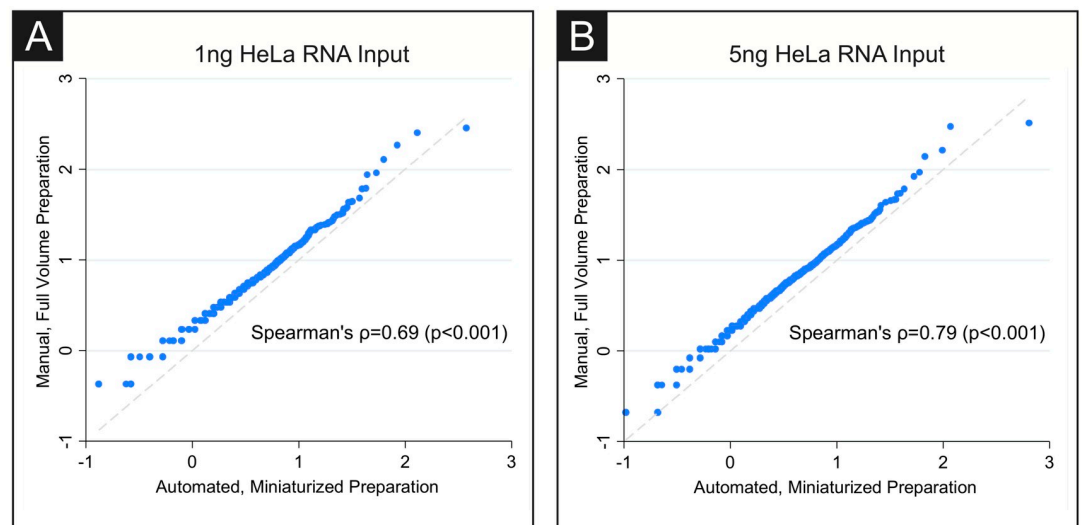 A
1ng HeLa RNA Input
Manual, Full Volume Preparation
3
2
1
0
-1
Spearman's ρ=0.69 (p<0.001)
-1 0 1 2 3
Automated, Miniaturized Preparation
B
5ng HeLa RNA Input
Manual, Full Volume Preparation
3
2
1
0
-1
Spearman's ρ=0.79 (p<0.001)
-1 0 1 2 3
Automated, Miniaturized Preparation